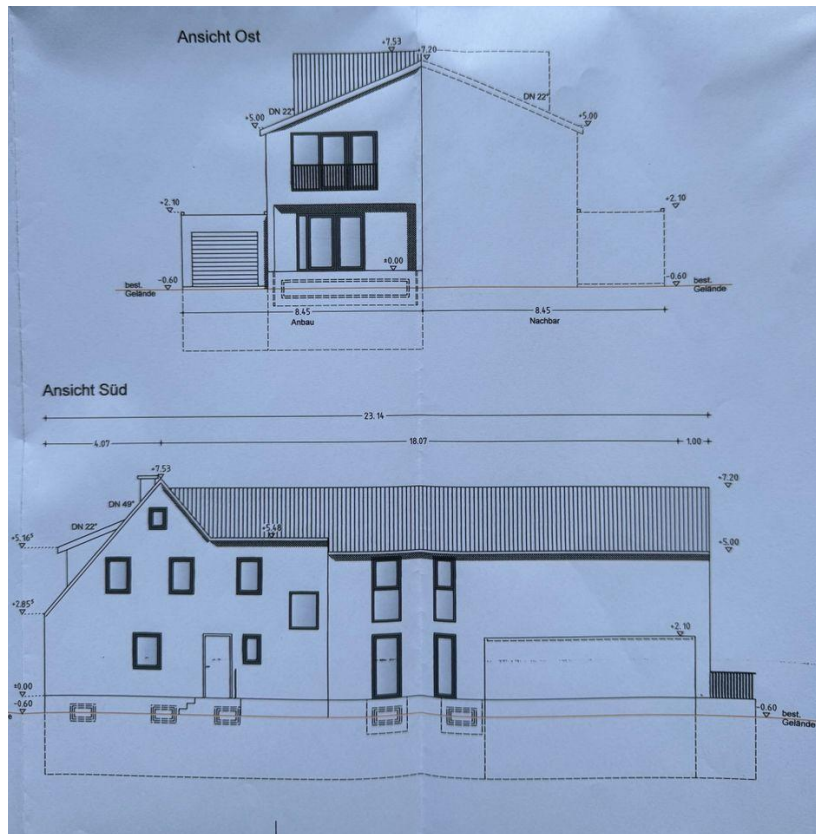 Ansicht Ost
+7.53
+7.20
DN 22°
DN 22°
+5.00
+5.00
+2.10
+2.10
±0.00
-0.60
-0.60
best.
Gelände
best.
Gelände
8.45
8.45
Anbau
Nachbar
Ansicht Süd
23.14
4.07
18.07
1.00
+7.53
+7.20
DN 49°
DN 22°
+5.48
+5.16⁵
+5.00
+2.85⁵
+2.10
±0.00
-0.60
-0.60
best.
Gelände